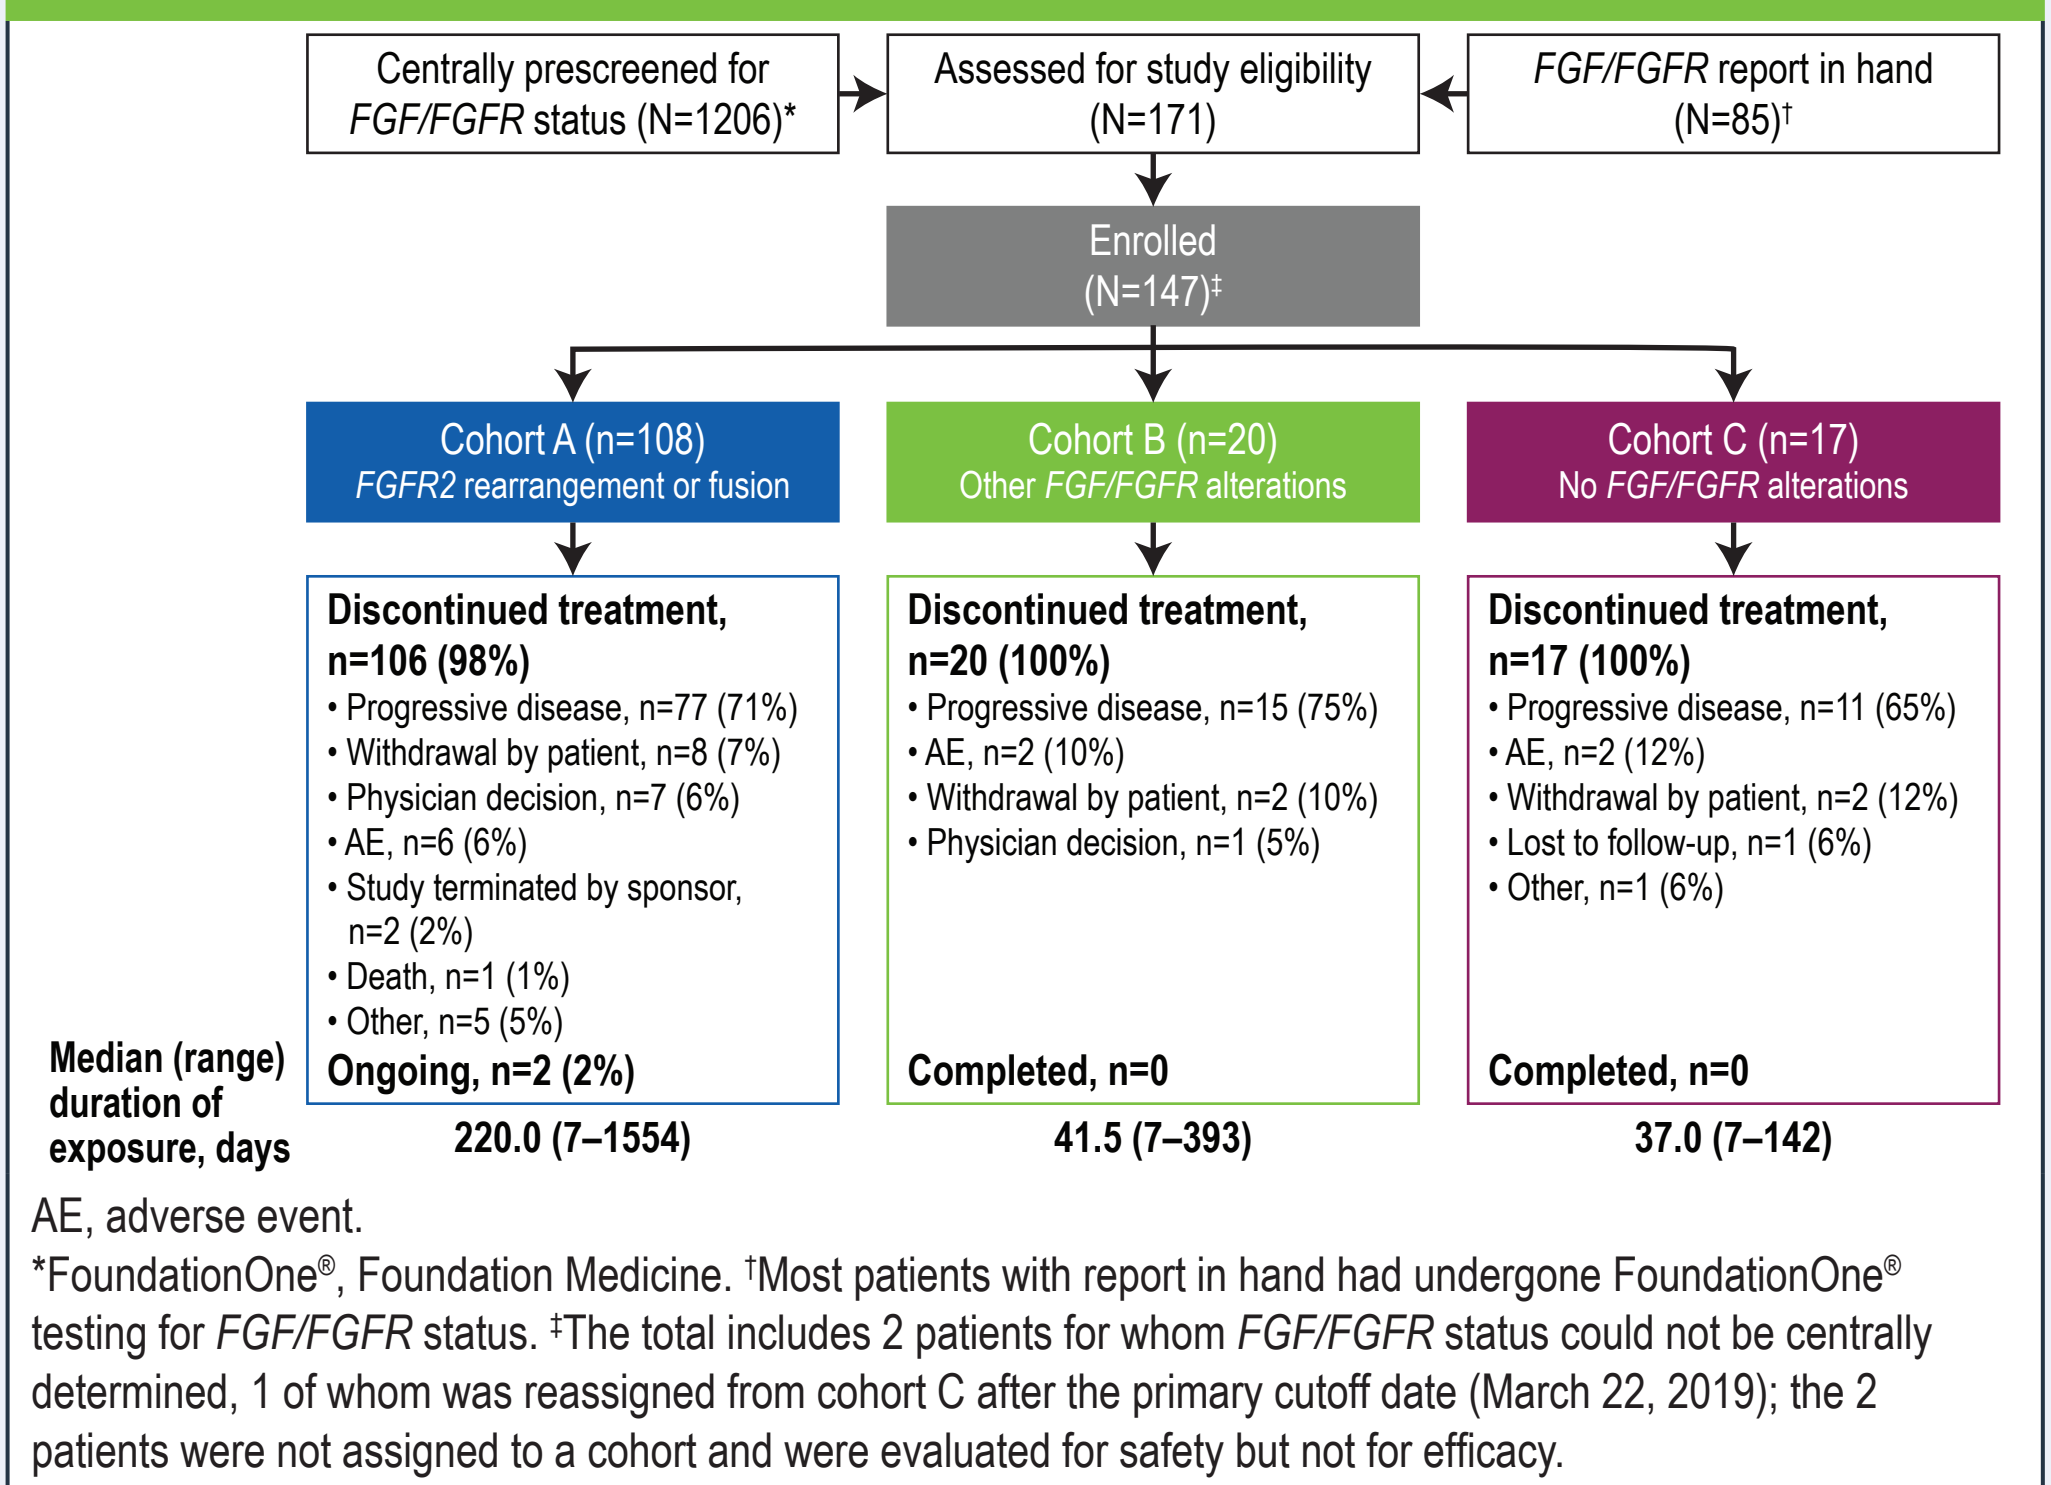 Centrally prescreened for
FGF/FGFR status (N=1206)*
Assessed for study eligibility
(N=171)
FGF/FGFR report in hand
(N=85)†
Enrolled
(N=147)‡
Cohort A (n=108)
FGFR2 rearrangement or fusion
Cohort B (n=20)
Other FGF/FGFR alterations
Cohort C (n=17)
No FGF/FGFR alterations
Discontinued treatment,
n=106 (98%)
• Progressive disease, n=77 (71%)
• Withdrawal by patient, n=8 (7%)
• Physician decision, n=7 (6%)
• AE, n=6 (6%)
• Study terminated by sponsor,
n=2 (2%)
• Death, n=1 (1%)
• Other, n=5 (5%)
Ongoing, n=2 (2%)
Discontinued treatment,
n=20 (100%)
• Progressive disease, n=15 (75%)
• AE, n=2 (10%)
• Withdrawal by patient, n=2 (10%)
• Physician decision, n=1 (5%)
Completed, n=0
Discontinued treatment,
n=17 (100%)
• Progressive disease, n=11 (65%)
• AE, n=2 (12%)
• Withdrawal by patient, n=2 (12%)
• Lost to follow-up, n=1 (6%)
• Other, n=1 (6%)
Completed, n=0
Median (range)
duration of
exposure, days
220.0 (7–1554)
41.5 (7–393)
37.0 (7–142)
AE, adverse event.
*FoundationOne®, Foundation Medicine. †Most patients with report in hand had undergone FoundationOne®
testing for FGF/FGFR status. ‡The total includes 2 patients for whom FGF/FGFR status could not be centrally
determined, 1 of whom was reassigned from cohort C after the primary cutoff date (March 22, 2019); the 2
patients were not assigned to a cohort and were evaluated for safety but not for efficacy.